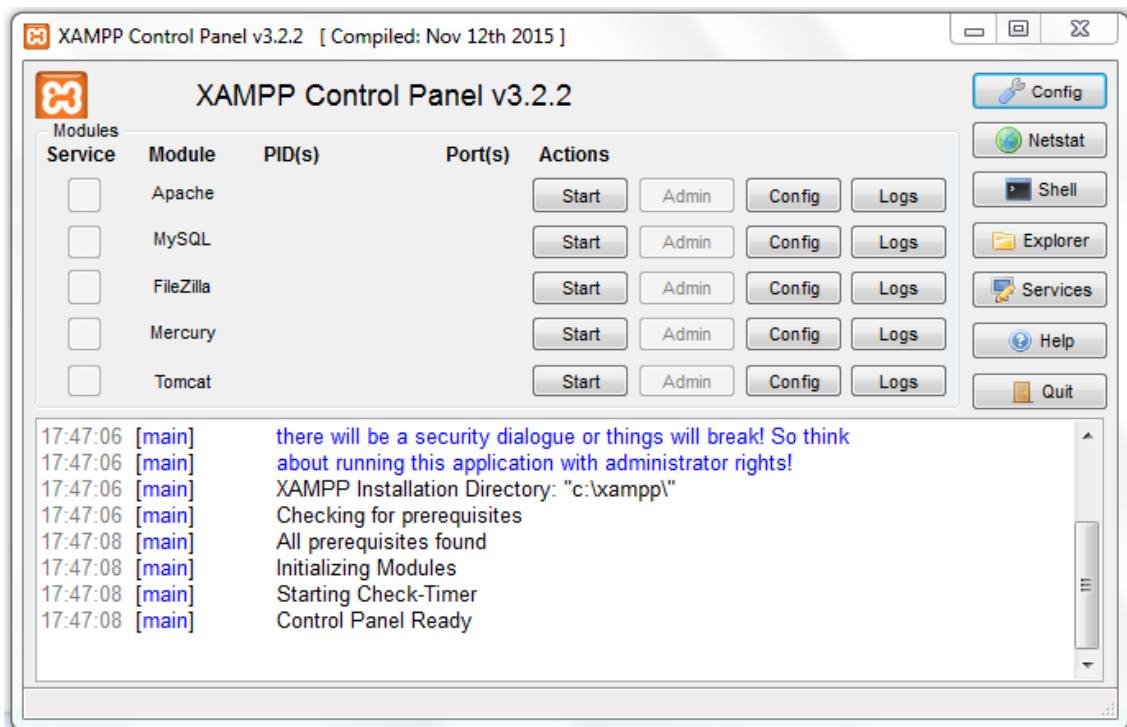 XAMPP Control Panel v3.2.2 [ Compiled: Nov 12th 2015 ]
XAMPP Control Panel v3.2.2
Config
Modules
Service Module PID(s) Port(s) Actions
Netstat
Apache Start Admin Config Logs
Shell
MySQL Start Admin Config Logs
Explorer
FileZilla Start Admin Config Logs
Services
Mercury Start Admin Config Logs
Help
Tomcat Start Admin Config Logs
Quit
17:47:06 [main] there will be a security dialogue or things will break! So think
17:47:06 [main] about running this application with administrator rights!
17:47:06 [main] XAMPP Installation Directory: "c:\xampp\"
17:47:06 [main] Checking for prerequisites
17:47:08 [main] All prerequisites found
17:47:08 [main] Initializing Modules
17:47:08 [main] Starting Check-Timer
17:47:08 [main] Control Panel Ready